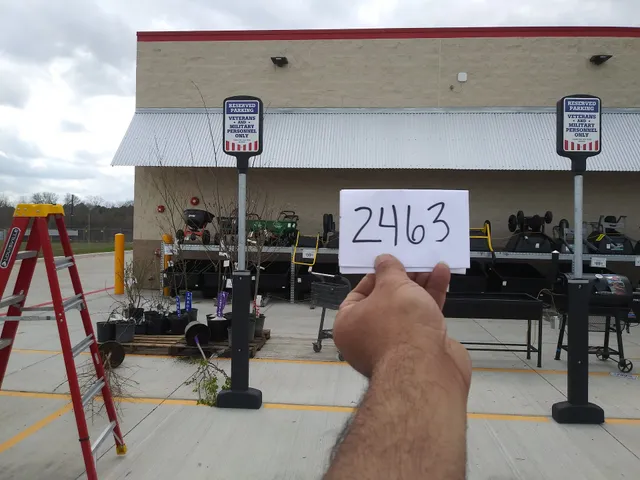 RESERVED
PARKING
VETERANS
AND
MILITARY
PERSONNEL
ONLY
RESERVED
PARKING
VETERANS
AND
MILITARY
PERSONNEL
ONLY
2463